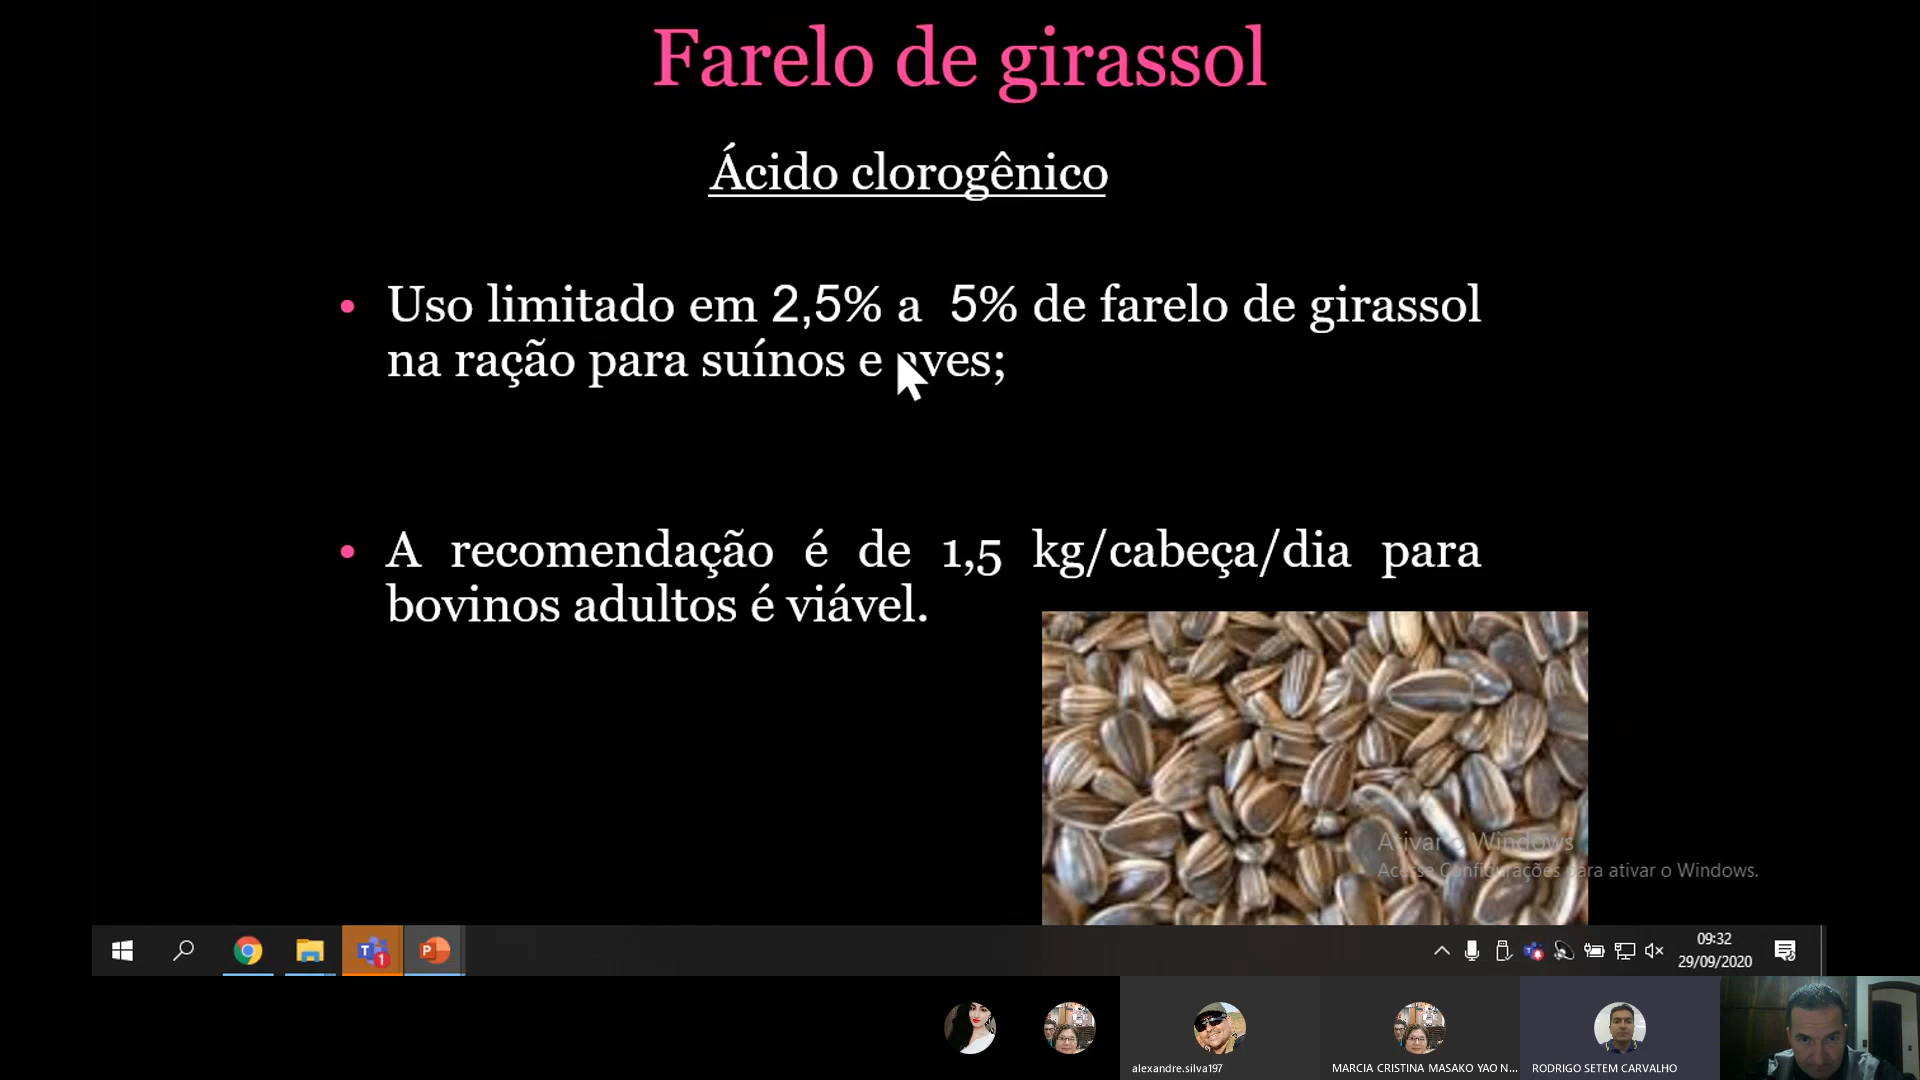 Farelo de girassol
Ácido clorogênico
• Uso limitado em 2,5% a 5% de farelo de girassol
na ração para suínos e aves;
• A recomendação é de 1,5 kg/cabeça/dia para
bovinos adultos é viável.
Ativar o Windows
Acesse Configurações para ativar o Windows.
09:32
29/09/2020
alexandre.silva197
MARCIA CRISTINA MASAKO YAO N...
RODRIGO SETEM CARVALHO